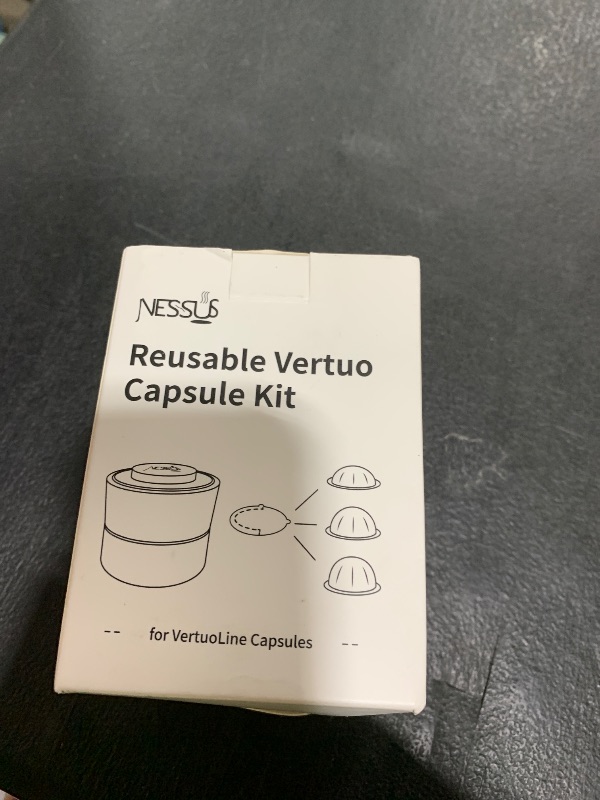 NESSUS
Reusable Vertuo
Capsule Kit
-- for VertuoLine Capsules --